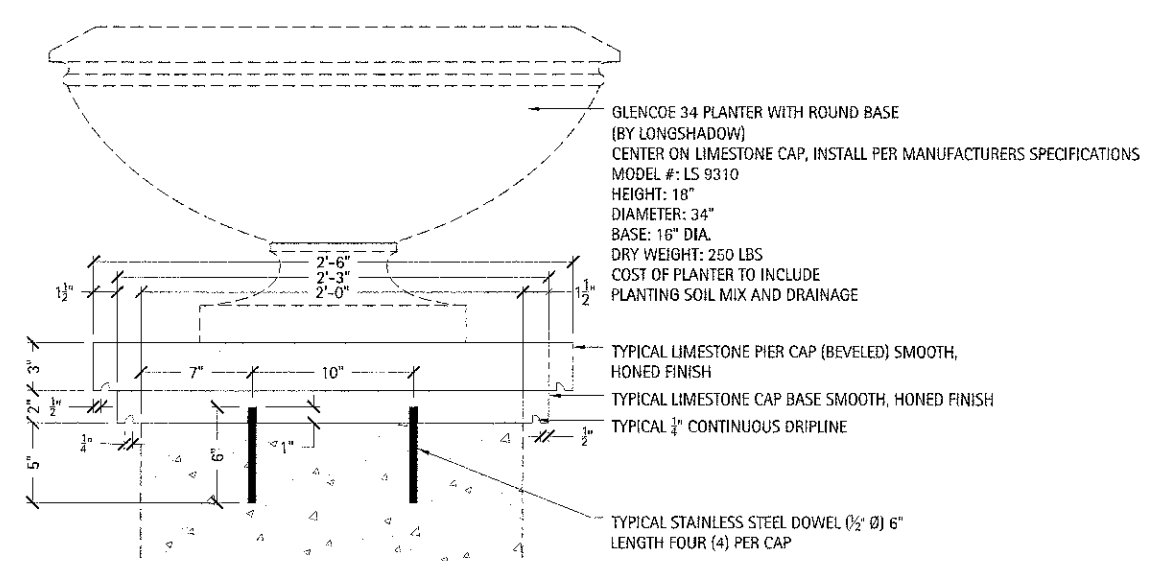 GLENCOE 34 PLANTER WITH ROUND BASE
(BY LONGSHADOW)
CENTER ON LIMESTONE CAP, INSTALL PER MANUFACTURERS SPECIFICATIONS
MODEL #: LS 9310
HEIGHT: 18"
DIAMETER: 34"
BASE: 16" DIA.
DRY WEIGHT: 250 LBS
COST OF PLANTER TO INCLUDE
PLANTING SOIL MIX AND DRAINAGE
2'-6"
2'-3"
1½" 2'-0" 1½"
TYPICAL LIMESTONE PIER CAP (BEVELED) SMOOTH,
HONED FINISH
3" 7" 10"
TYPICAL LIMESTONE CAP BASE SMOOTH, HONED FINISH
2" ½"
TYPICAL ¼" CONTINUOUS DRIPLINE
¼" 6" 1" ½"
5"
TYPICAL STAINLESS STEEL DOWEL (½" Ø) 6"
LENGTH FOUR (4) PER CAP